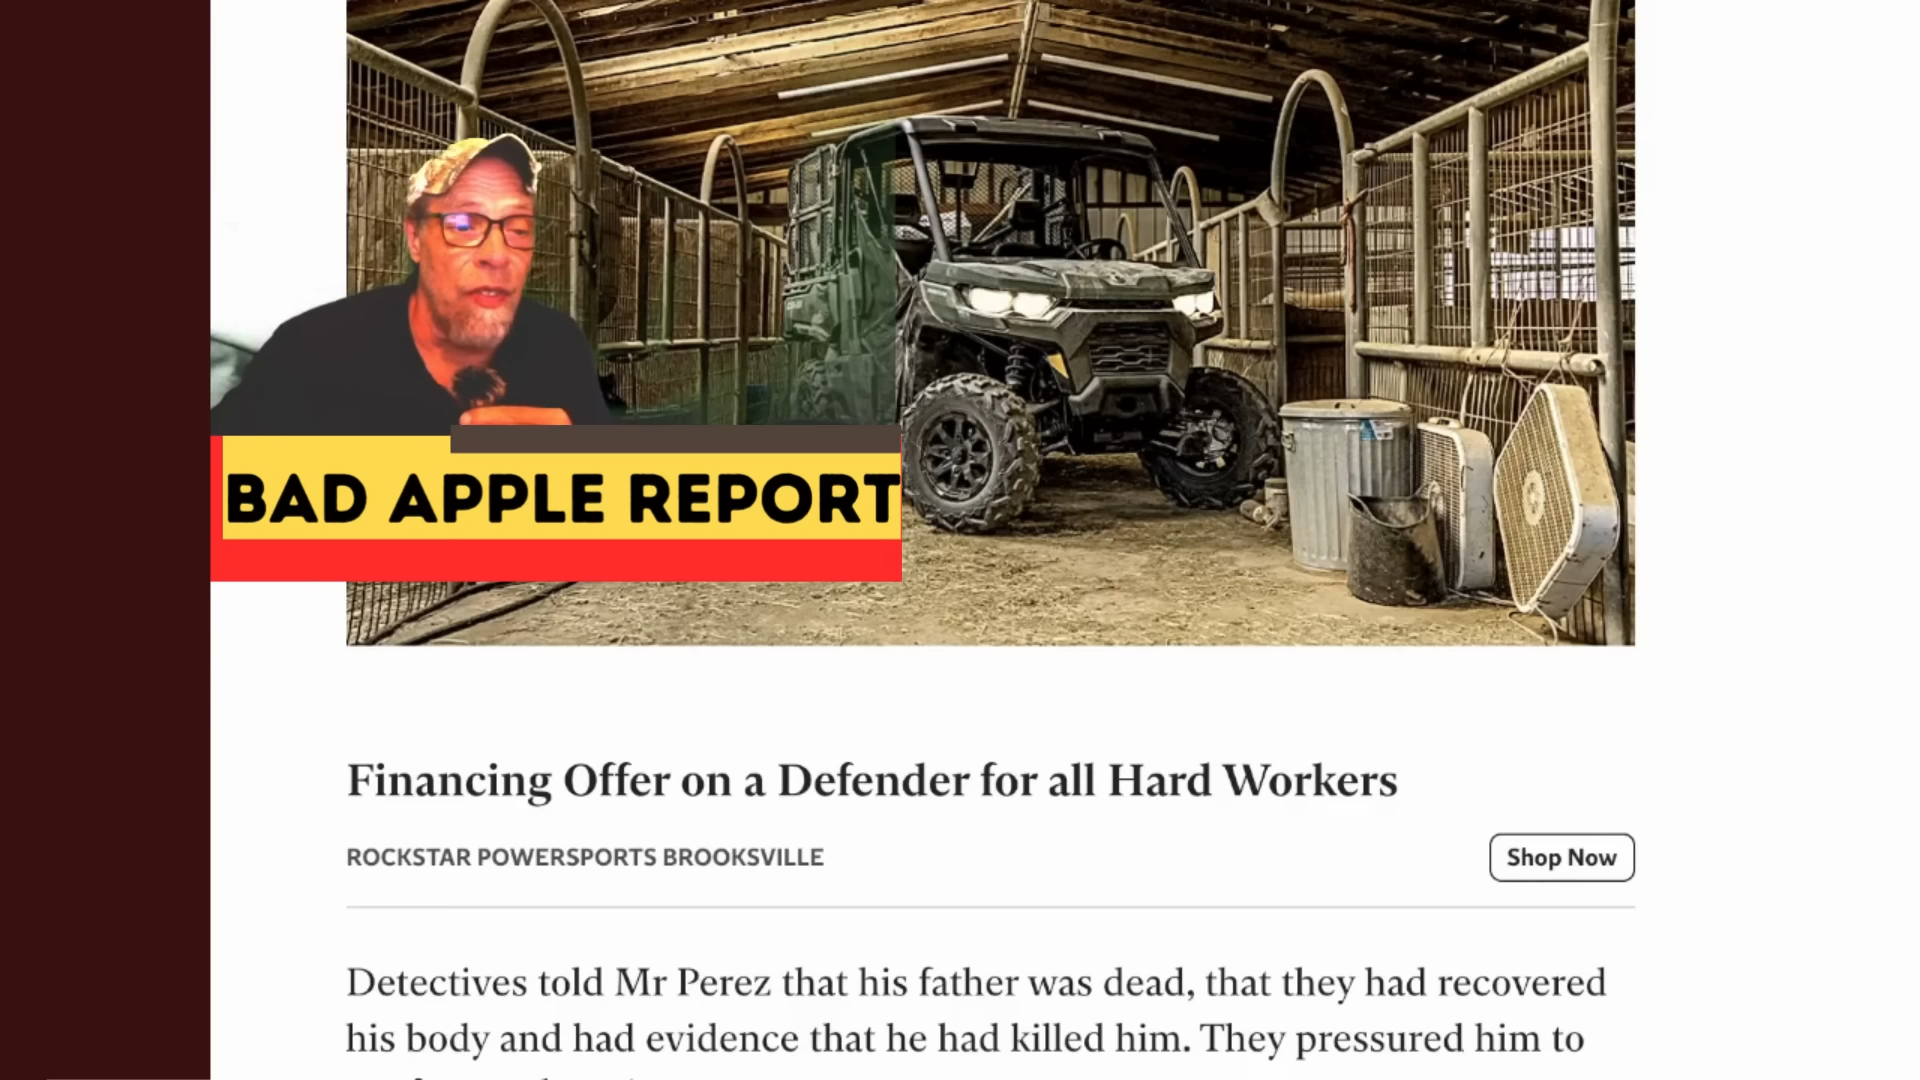 BAD APPLE REPORT
Financing Offer on a Defender for all Hard Workers
ROCKSTAR POWERSPORTS BROOKSVILLE
Shop Now
Detectives told Mr Perez that his father was dead, that they had recovered
his body and had evidence that he had killed him. They pressured him to